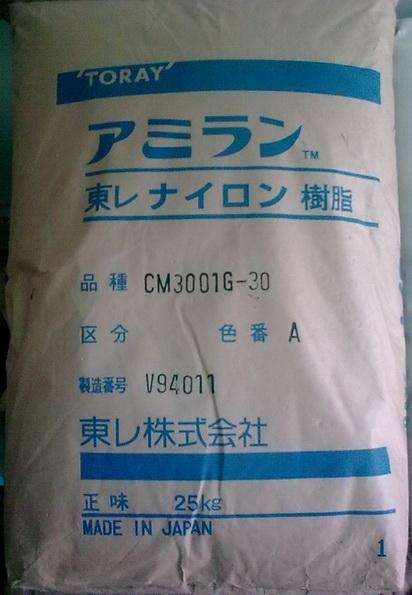 'TORAY'
アミラン™
東レ ナイロン 樹脂
品種 CM3001G-30
区分 色番 A
製造番号 V94011
東レ株式会社
正味 25kg
MADE IN JAPAN
1